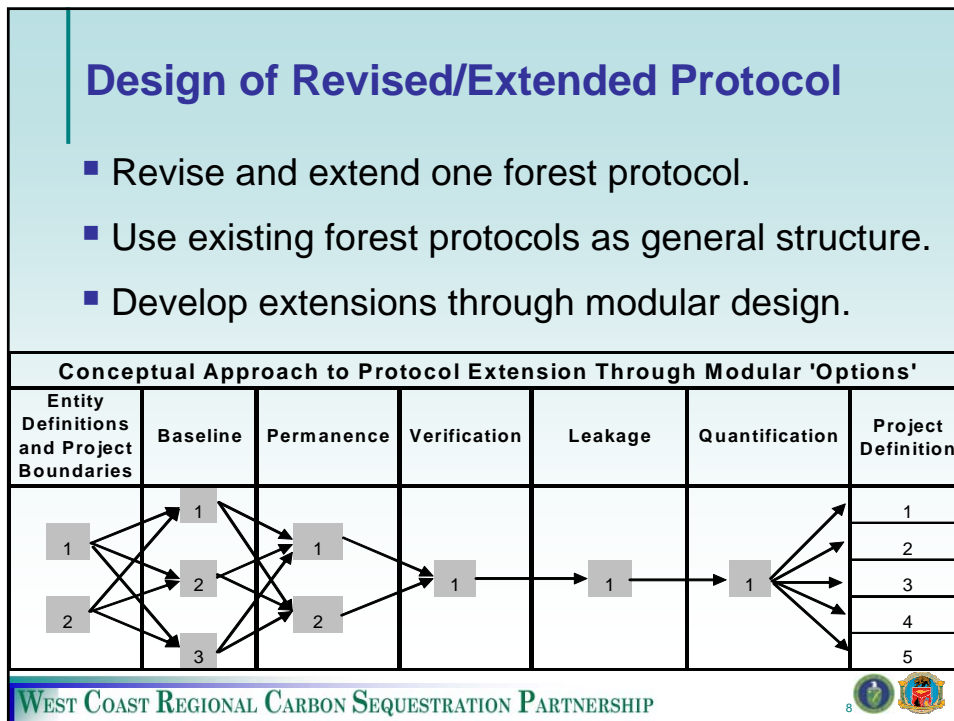 Design of Revised/Extended Protocol
Revise and extend one forest protocol.
Use existing forest protocols as general structure.
Develop extensions through modular design.
Conceptual Approach to Protocol Extension Through Modular 'Options'
Entity
Definitions
and Project
Boundaries
Baseline
Permanence
Verification
Leakage
Quantification
Project
Definition
1
2
1
2
3
1
2
1
1
1
1
2
3
4
5
WEST COAST REGIONAL CARBON SEQUESTRATION PARTNERSHIP
8